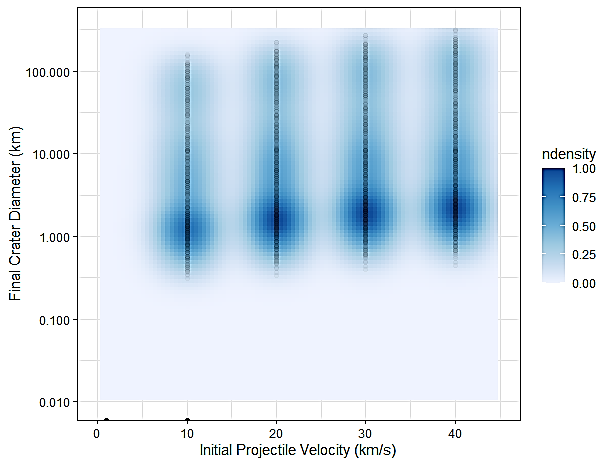 100.000
10.000
1.000
0.100
0.010
Final Crater Diameter (km)
0 10 20 30 40
Initial Projectile Velocity (km/s)
ndensity
1.00
0.75
0.50
0.25
0.00